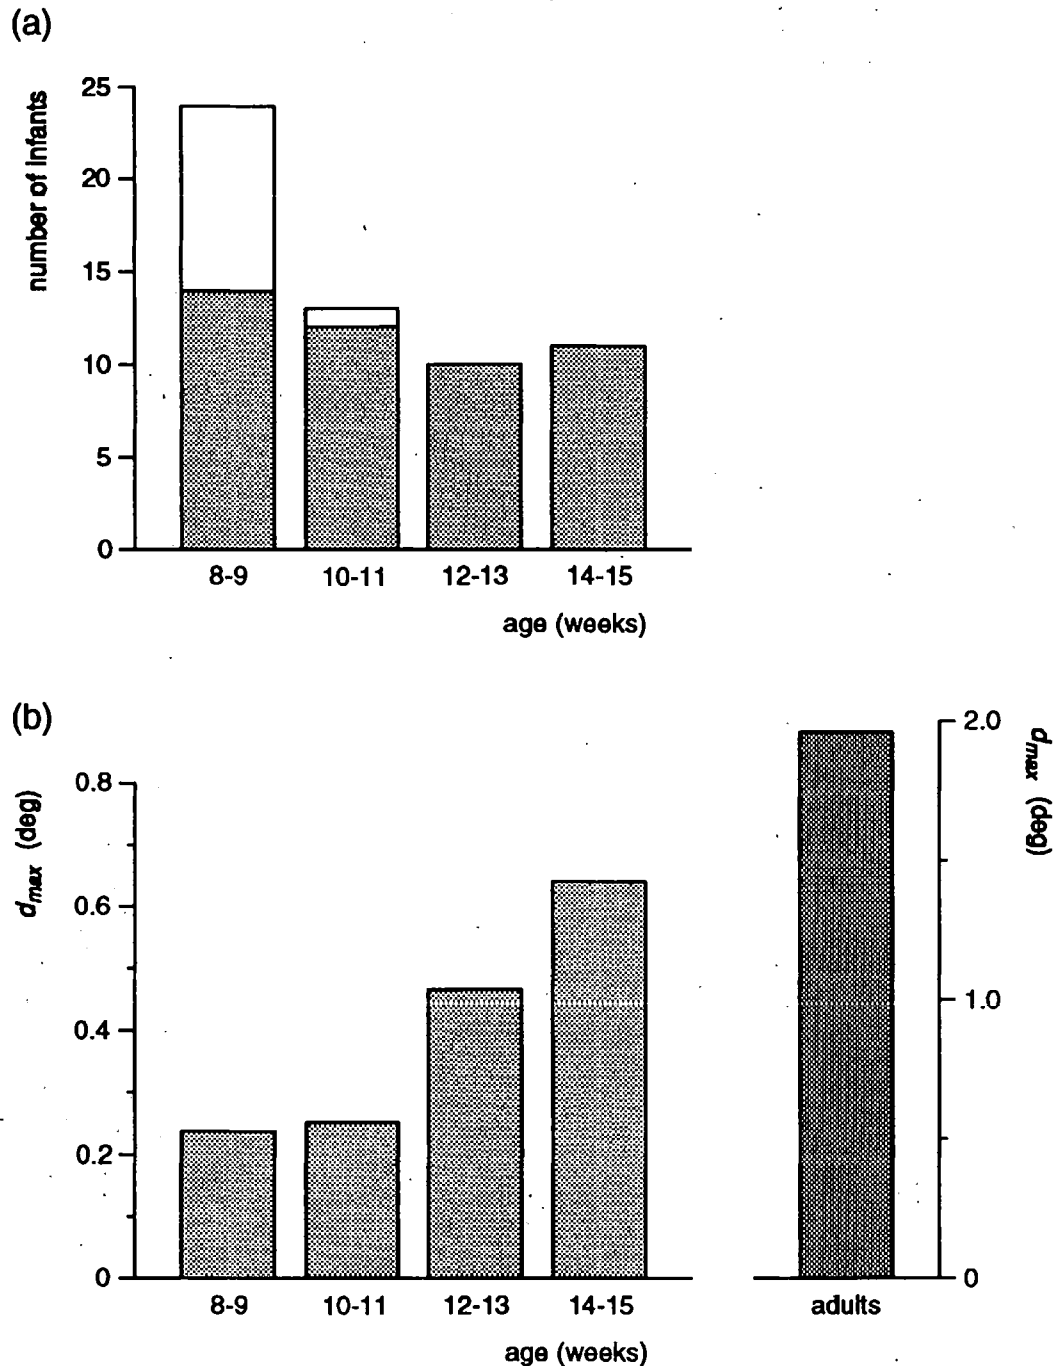 (a)
number of infants
25
20
15
10
5
0
8-9 10-11 12-13 14-15
age (weeks)
(b)
d_max (deg)
0.8
0.6
0.4
0.2
0
8-9 10-11 12-13 14-15
age (weeks)
2.0
1.0
0
d_max (deg)
adults